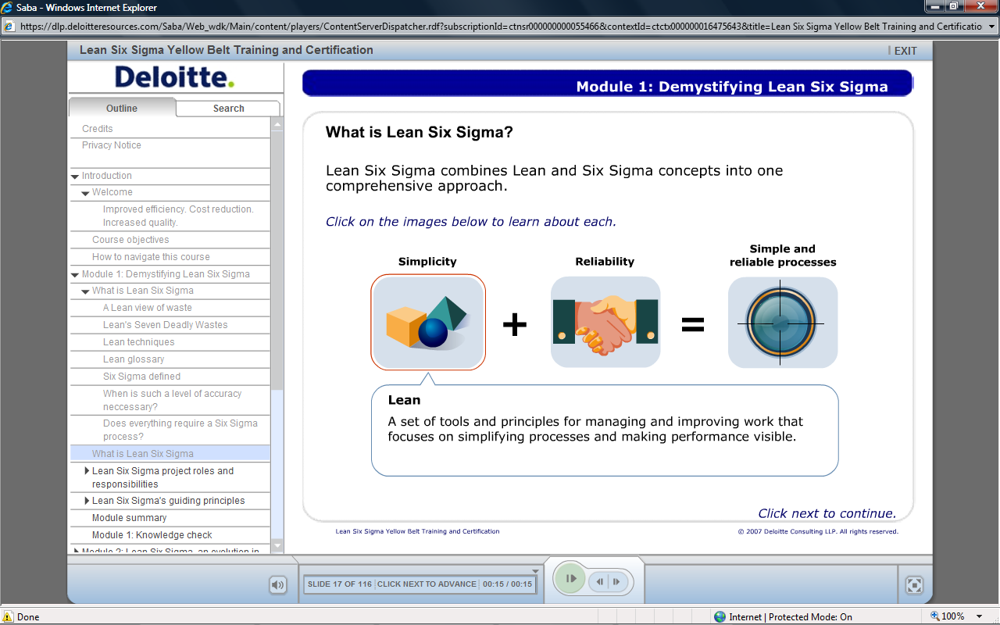 Saba - Windows Internet Explorer
https://dlp.deloitteresources.com/Saba/Web_wdk/Main/content/players/ContentServerDispatcher.rdf?subscriptionId=ctnsr000000000055466&contextId=ctctx000000016475643&title=Lean Six Sigma Yellow Belt Training and Certificatio
Lean Six Sigma Yellow Belt Training and Certification
EXIT
Deloitte.
Outline
Search
Credits
Privacy Notice
Introduction
Welcome
Improved efficiency. Cost reduction.
Increased quality.
Course objectives
How to navigate this course
Module 1: Demystifying Lean Six Sigma
What is Lean Six Sigma
A Lean view of waste
Lean's Seven Deadly Wastes
Lean techniques
Lean glossary
Six Sigma defined
When is such a level of accuracy
neccessary?
Does everything require a Six Sigma
process?
What is Lean Six Sigma
Lean Six Sigma project roles and
responsibilities
Lean Six Sigma's guiding principles
Module summary
Module 1: Knowledge check
Module 2: Lean Six Sigma, an evolution in
Module 1: Demystifying Lean Six Sigma
What is Lean Six Sigma?
Lean Six Sigma combines Lean and Six Sigma concepts into one
comprehensive approach.
Click on the images below to learn about each.
Simplicity
+
Reliability
=
Simple and
reliable processes
Lean
A set of tools and principles for managing and improving work that
focuses on simplifying processes and making performance visible.
Click next to continue.
Lean Six Sigma Yellow Belt Training and Certification
© 2007 Deloitte Consulting LLP. All rights reserved.
SLIDE 17 OF 116 | CLICK NEXT TO ADVANCE | 00:15 / 00:15
Done
Internet | Protected Mode: On
100%